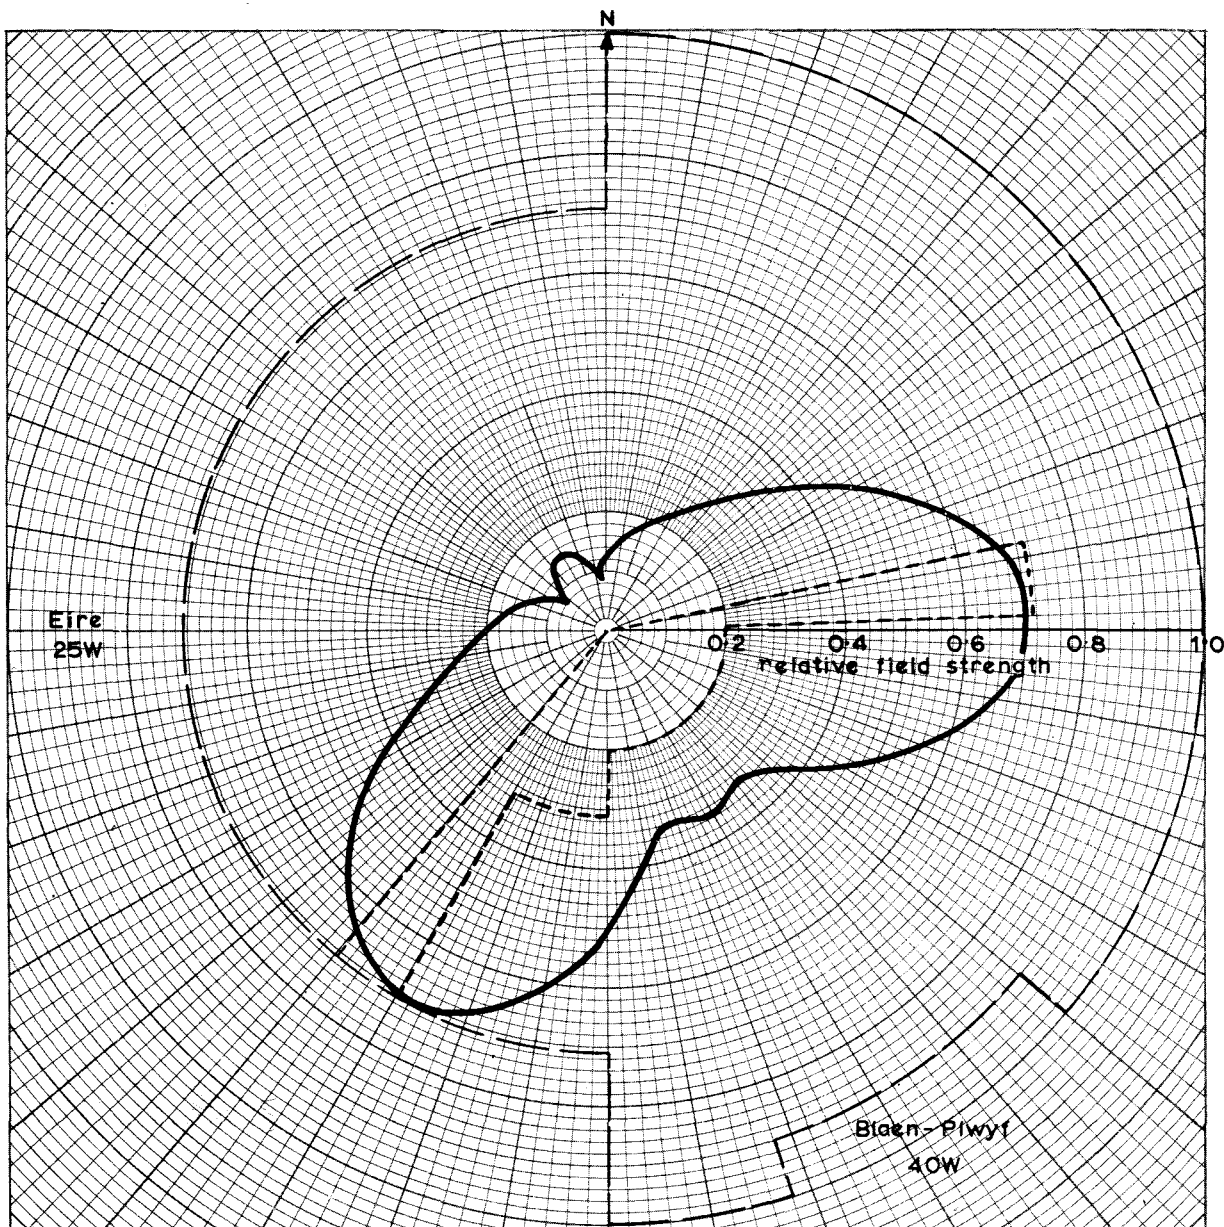 N
Eire
25W
0·2 0·4 0·6 0·8 1·0
relative field strength
Blaen-Plwyf
40W